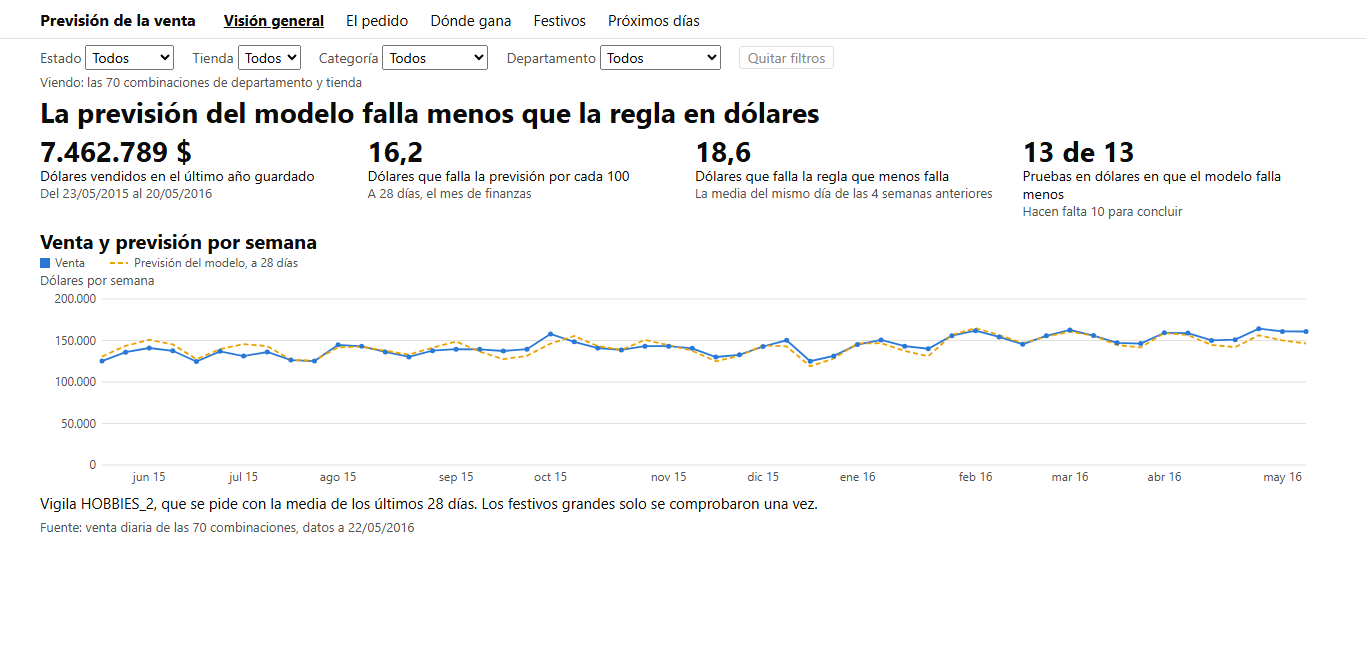 Previsión de la venta Visión general El pedido Dónde gana Festivos Próximos días
Estado Todos Tienda Todos Categoría Todos Departamento Todos Quitar filtros
Viendo: las 70 combinaciones de departamento y tienda
La previsión del modelo falla menos que la regla en dólares
7.462.789 $
Dólares vendidos en el último año guardado
Del 23/05/2015 al 20/05/2016
16,2
Dólares que falla la previsión por cada 100
A 28 días, el mes de finanzas
18,6
Dólares que falla la regla que menos falla
La media del mismo día de las 4 semanas anteriores
13 de 13
Pruebas en dólares en que el modelo falla
menos
Hacen falta 10 para concluir
Venta y previsión por semana
Venta Previsión del modelo, a 28 días
Dólares por semana
200.000
150.000
100.000
50.000
0
jun 15 jul 15 ago 15 sep 15 oct 15 nov 15 dic 15 ene 16 feb 16 mar 16 abr 16 may 16
Vigila HOBBIES_2, que se pide con la media de los últimos 28 días. Los festivos grandes solo se comprobaron una vez.
Fuente: venta diaria de las 70 combinaciones, datos a 22/05/2016